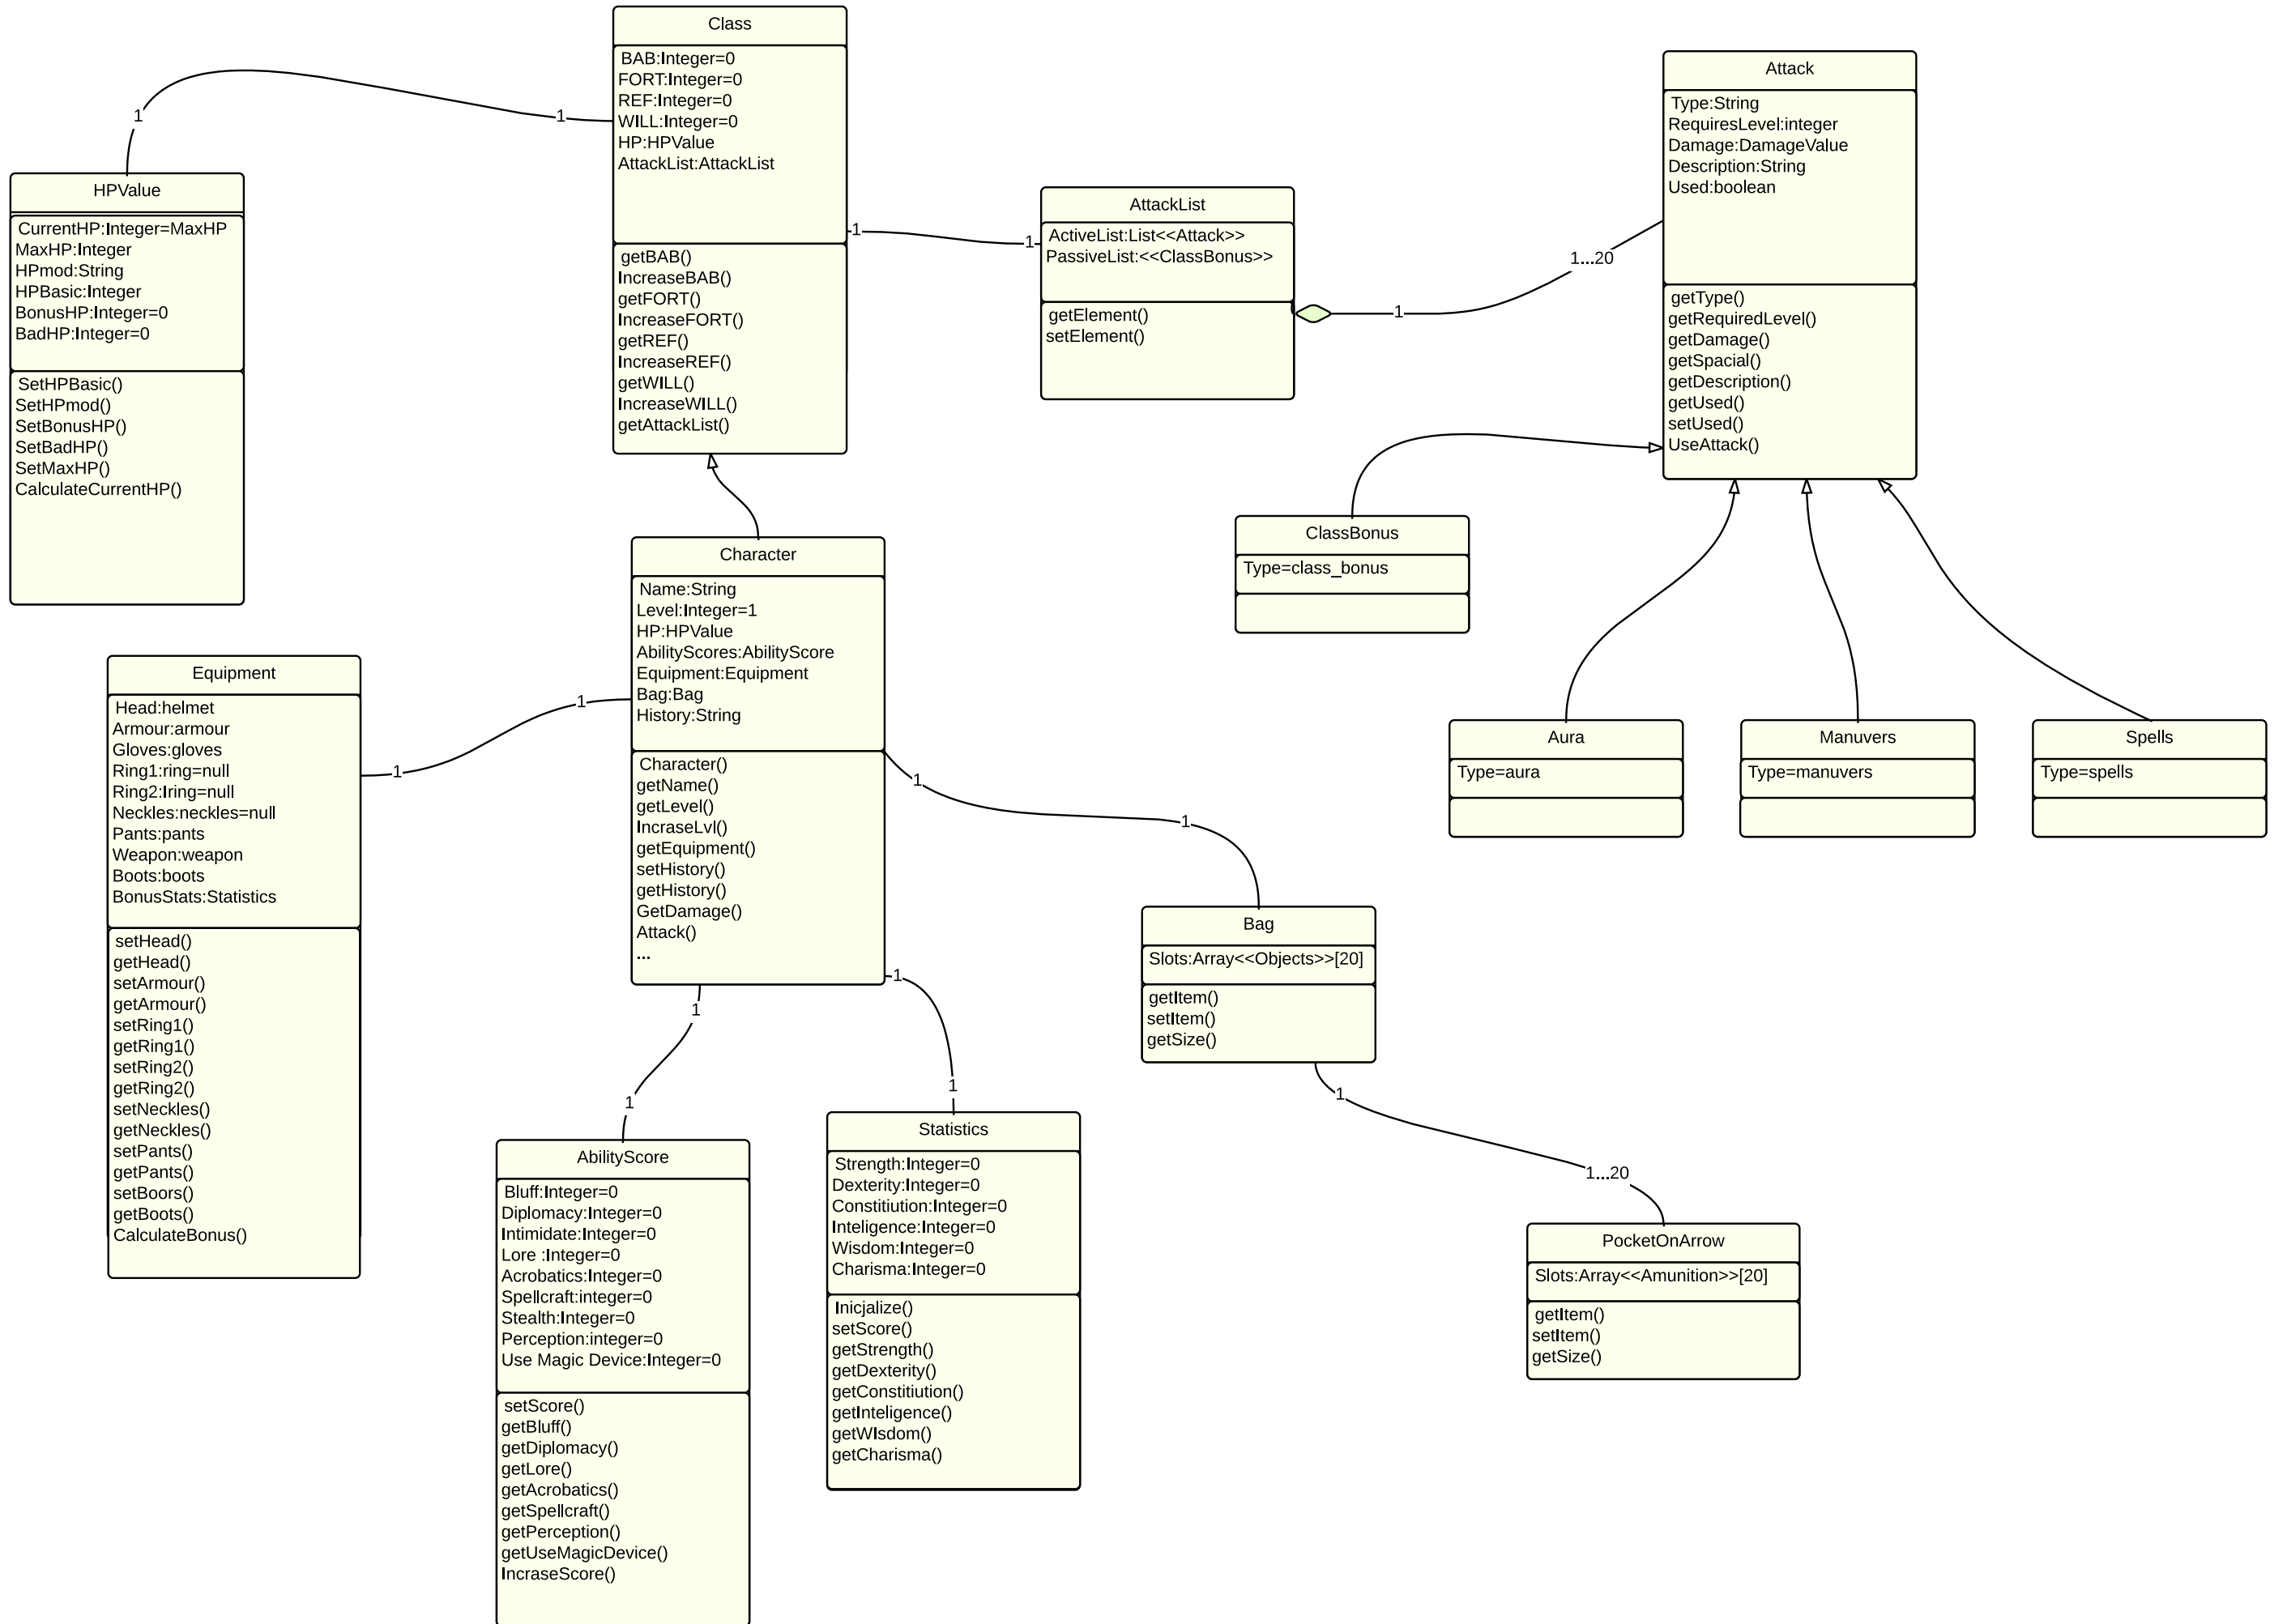 Class
BAB:Integer=0
FORT:Integer=0
REF:Integer=0
WILL:Integer=0
HP:HPValue
AttackList:AttackList
getBAB()
IncreaseBAB()
getFORT()
IncreaseFORT()
getREF()
IncreaseREF()
getWILL()
IncreaseWILL()
getAttackList()
1
1
HPValue
CurrentHP:Integer=MaxHP
MaxHP:Integer
HPmod:String
HPBasic:Integer
BonusHP:Integer=0
BadHP:Integer=0
SetHPBasic()
SetHPmod()
SetBonusHP()
SetBadHP()
SetMaxHP()
CalculateCurrentHP()
1
1
AttackList
ActiveList:List<<Attack>>
PassiveList:<<ClassBonus>>
getElement()
setElement()
1
1...20
Attack
Type:String
RequiresLevel:integer
Damage:DamageValue
Description:String
Used:boolean
getType()
getRequiredLevel()
getDamage()
getSpacial()
getDescription()
getUsed()
setUsed()
UseAttack()
ClassBonus
Type=class_bonus
Aura
Type=aura
Manuvers
Type=manuvers
Spells
Type=spells
Character
Name:String
Level:Integer=1
HP:HPValue
AbilityScores:AbilityScore
Equipment:Equipment
Bag:Bag
History:String
Character()
getName()
getLevel()
IncraseLvl()
getEquipment()
setHistory()
getHistory()
GetDamage()
Attack()
...
1
1
Equipment
Head:helmet
Armour:armour
Gloves:gloves
Ring1:ring=null
Ring2:Iring=null
Neckles:neckles=null
Pants:pants
Weapon:weapon
Boots:boots
BonusStats:Statistics
setHead()
getHead()
setArmour()
getArmour()
setRing1()
getRing1()
setRing2()
getRing2()
setNeckles()
getNeckles()
setPants()
getPants()
setBoors()
getBoots()
CalculateBonus()
1
1
AbilityScore
Bluff:Integer=0
Diplomacy:Integer=0
Intimidate:Integer=0
Lore :Integer=0
Acrobatics:Integer=0
Spellcraft:integer=0
Stealth:Integer=0
Perception:integer=0
Use Magic Device:Integer=0
setScore()
getBluff()
getDiplomacy()
getLore()
getAcrobatics()
getSpellcraft()
getPerception()
getUseMagicDevice()
IncraseScore()
1
1
Statistics
Strength:Integer=0
Dexterity:Integer=0
Constitiution:Integer=0
Inteligence:Integer=0
Wisdom:Integer=0
Charisma:Integer=0
Inicjalize()
setScore()
getStrength()
getDexterity()
getConstitiution()
getInteligence()
getWIsdom()
getCharisma()
1
1
Bag
Slots:Array<<Objects>>[20]
getItem()
setItem()
getSize()
1
1...20
PocketOnArrow
Slots:Array<<Amunition>>[20]
getItem()
setItem()
getSize()